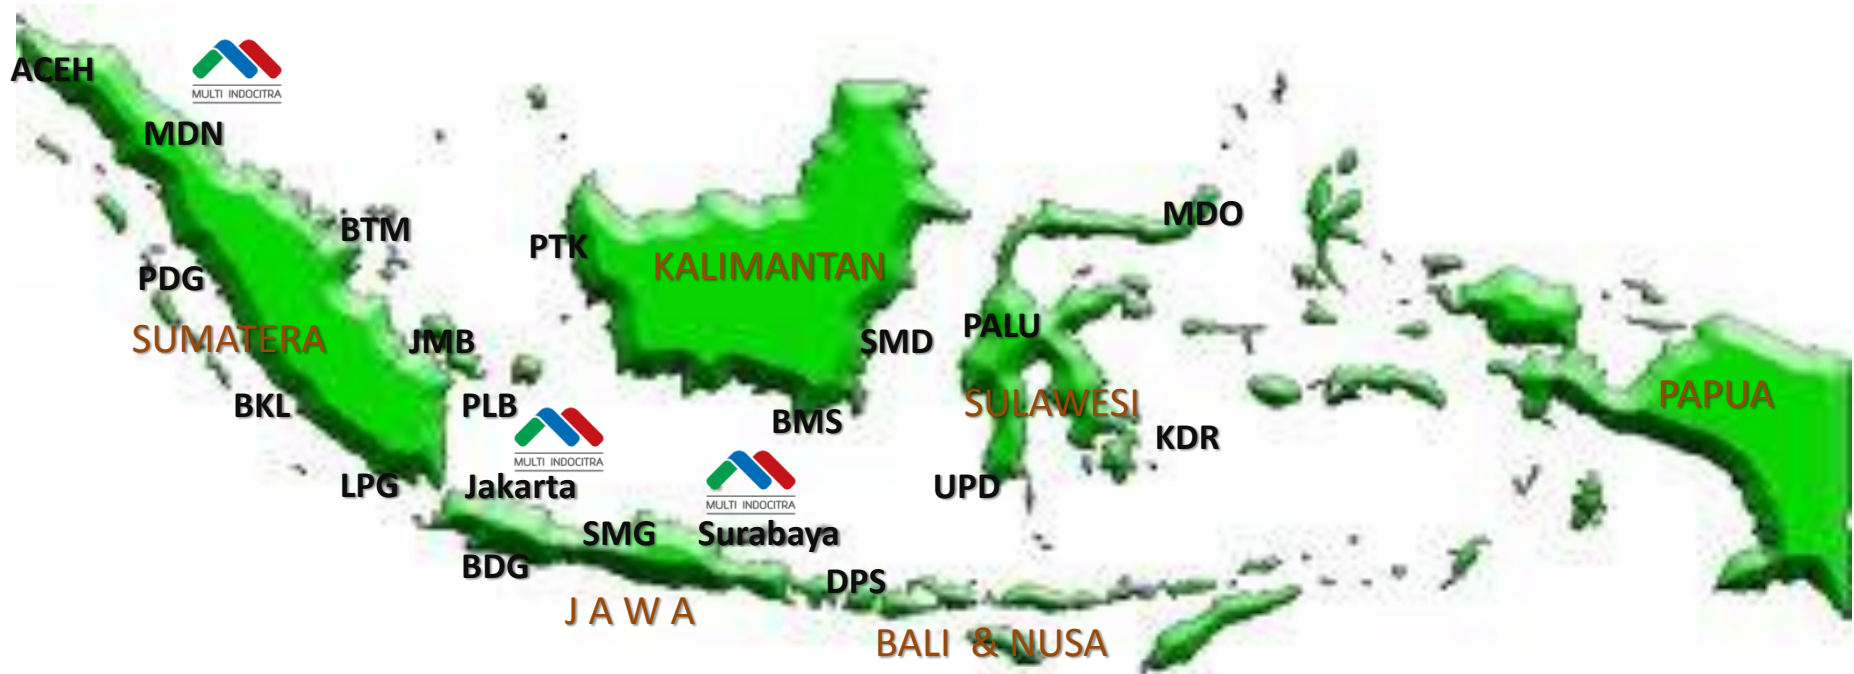 ACEH
MULTI INDOCITRA
MDN
BTM
MDO
PTK
KALIMANTAN
PDG
SUMATERA
JMB
SMD
PALU
BKL
PLB
BMS
SULAWESI
PAPUA
KDR
MULTI INDOCITRA
LPG
Jakarta
UPD
MULTI INDOCITRA
SMG
Surabaya
BDG
DPS
J A W A
BALI & NUSA